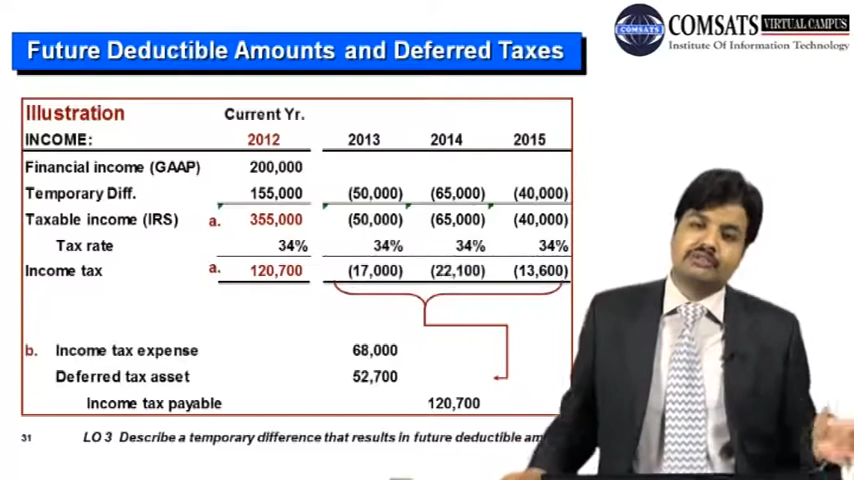 Future Deductible Amounts and Deferred Taxes
COMSATS VIRTUAL CAMPUS
Institute Of Information Technology
COMSATS
Illustration Current Yr.
INCOME: 2012 2013 2014 2015
Financial income (GAAP) 200,000
Temporary Diff. 155,000 (50,000) (65,000) (40,000)
Taxable income (IRS) a. 355,000 (50,000) (65,000) (40,000)
Tax rate 34% 34% 34% 34%
Income tax a. 120,700 (17,000) (22,100) (13,600)
b. Income tax expense 68,000
Deferred tax asset 52,700
Income tax payable 120,700
31 LO 3 Describe a temporary difference that results in future deductible am